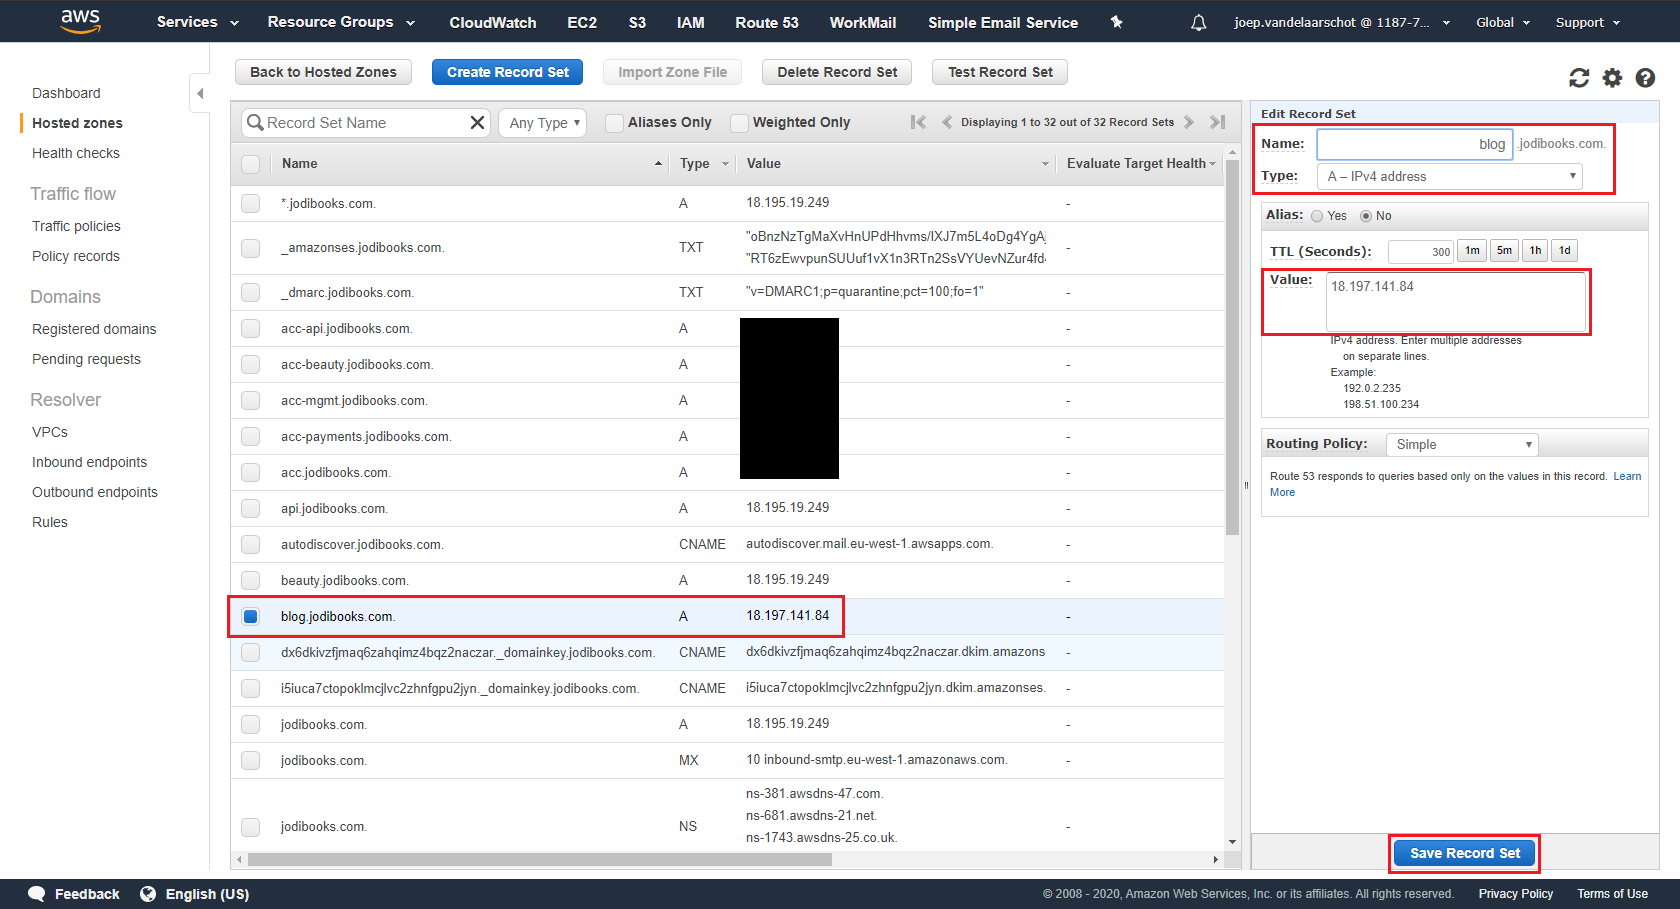 aws Services Resource Groups CloudWatch EC2 S3 IAM Route 53 WorkMail Simple Email Service joep.vandelaarschot @ 1187-7... Global Support
Dashboard
Hosted zones
Health checks
Traffic flow
Traffic policies
Policy records
Domains
Registered domains
Pending requests
Resolver
VPCs
Inbound endpoints
Outbound endpoints
Rules
Back to Hosted Zones Create Record Set Import Zone File Delete Record Set Test Record Set
Record Set Name Any Type Aliases Only Weighted Only Displaying 1 to 32 out of 32 Record Sets
Name Type Value Evaluate Target Health
*.jodibooks.com. A 18.195.19.249 -
_amazonses.jodibooks.com. TXT "oBnzNzTgMaXvHnUPdHhvms/IXJ7m5L4oDg4YgAj -
"RT6zEwvpunSUUuf1vX1n3RTn2SsVYUevNZur4fd4
_dmarc.jodibooks.com. TXT "v=DMARC1;p=quarantine;pct=100;fo=1" -
acc-api.jodibooks.com. A -
acc-beauty.jodibooks.com. A -
acc-mgmt.jodibooks.com. A -
acc-payments.jodibooks.com. A -
acc.jodibooks.com. A -
api.jodibooks.com. A 18.195.19.249 -
autodiscover.jodibooks.com. CNAME autodiscover.mail.eu-west-1.awsapps.com. -
beauty.jodibooks.com. A 18.195.19.249 -
blog.jodibooks.com. A 18.197.141.84 -
dx6dkivzfjmaq6zahqimz4bqz2naczar._domainkey.jodibooks.com. CNAME dx6dkivzfjmaq6zahqimz4bqz2naczar.dkim.amazons -
i5iuca7ctopoklmcjlvc2zhnfgpu2jyn._domainkey.jodibooks.com. CNAME i5iuca7ctopoklmcjlvc2zhnfgpu2jyn.dkim.amazonses. -
jodibooks.com. A 18.195.19.249 -
jodibooks.com. MX 10 inbound-smtp.eu-west-1.amazonaws.com. -
ns-381.awsdns-47.com.
ns-681.awsdns-21.net.
jodibooks.com. NS -
ns-1743.awsdns-25.co.uk.
Edit Record Set
Name: blog .jodibooks.com.
Type: A – IPv4 address
Alias: Yes No
TTL (Seconds): 300 1m 5m 1h 1d
Value: 18.197.141.84
IPv4 address. Enter multiple addresses
on separate lines.
Example:
192.0.2.235
198.51.100.234
Routing Policy: Simple
Route 53 responds to queries based only on the values in this record. Learn
More
Save Record Set
Feedback English (US) © 2008 - 2020, Amazon Web Services, Inc. or its affiliates. All rights reserved. Privacy Policy Terms of Use